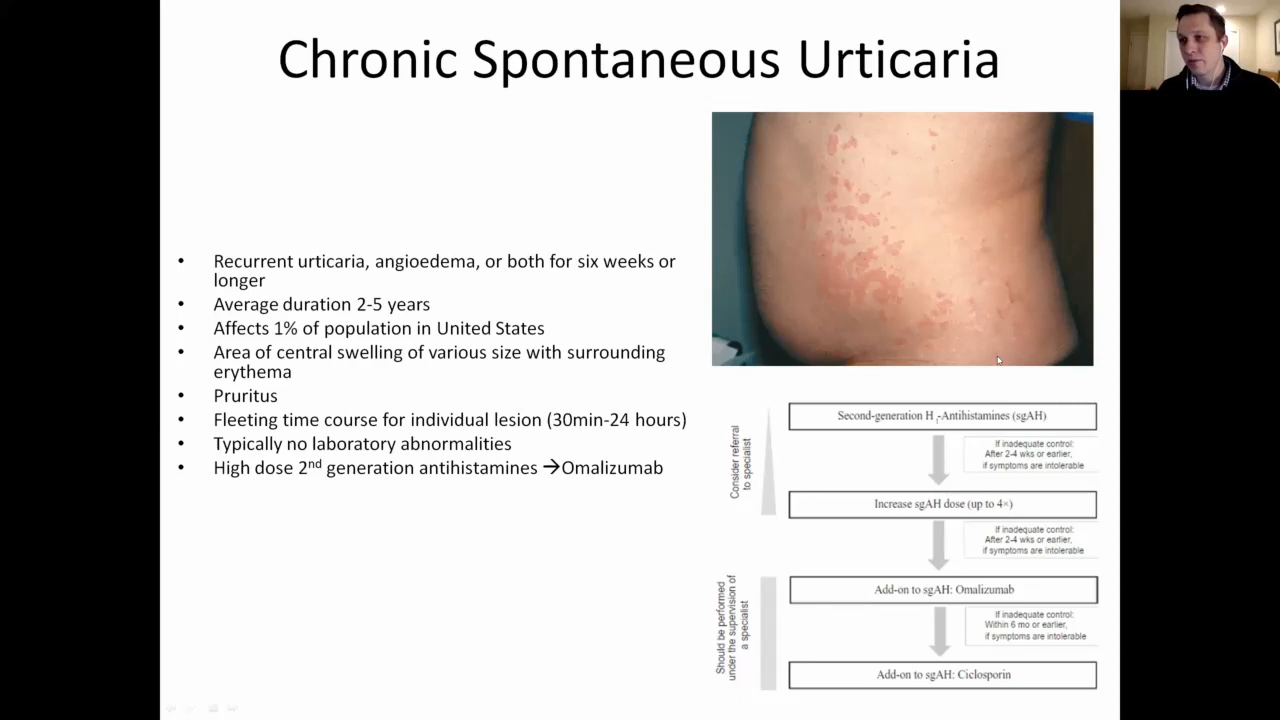 Chronic Spontaneous Urticaria
• Recurrent urticaria, angioedema, or both for six weeks or
longer
• Average duration 2-5 years
• Affects 1% of population in United States
• Area of central swelling of various size with surrounding
erythema
• Pruritus
• Fleeting time course for individual lesion (30min-24 hours)
• Typically no laboratory abnormalities
• High dose 2nd generation antihistamines →Omalizumab
Consider referral
to specialist
Second-generation H1-Antihistamines (sgAH)
If inadequate control:
After 2-4 wks or earlier,
if symptoms are intolerable
Increase sgAH dose (up to 4×)
If inadequate control:
After 2-4 wks or earlier,
if symptoms are intolerable
Should be performed
under the supervision of
a specialist
Add-on to sgAH: Omalizumab
If inadequate control:
Within 6 mo or earlier,
if symptoms are intolerable
Add-on to sgAH: Ciclosporin